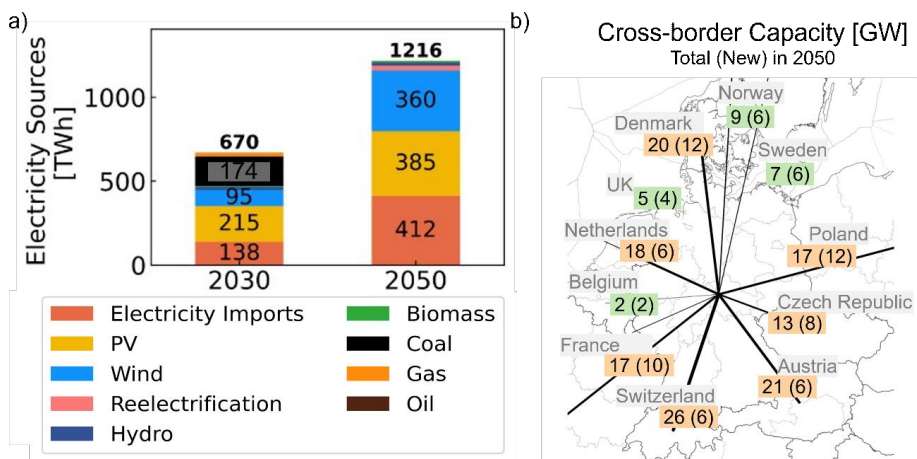 a)
Electricity Sources
[TWh]
1000
500
0
670
174
95
215
138
2030
1216
360
385
412
2050
Electricity Imports
PV
Wind
Reelectrification
Hydro
Biomass
Coal
Gas
Oil
b)
Cross-border Capacity [GW]
Total (New) in 2050
Norway
9 (6)
Denmark
20 (12)
Sweden
7 (6)
UK
5 (4)
Netherlands
18 (6)
Poland
17 (12)
Belgium
2 (2)
Czech Republic
13 (8)
France
17 (10)
Austria
21 (6)
Switzerland
26 (6)